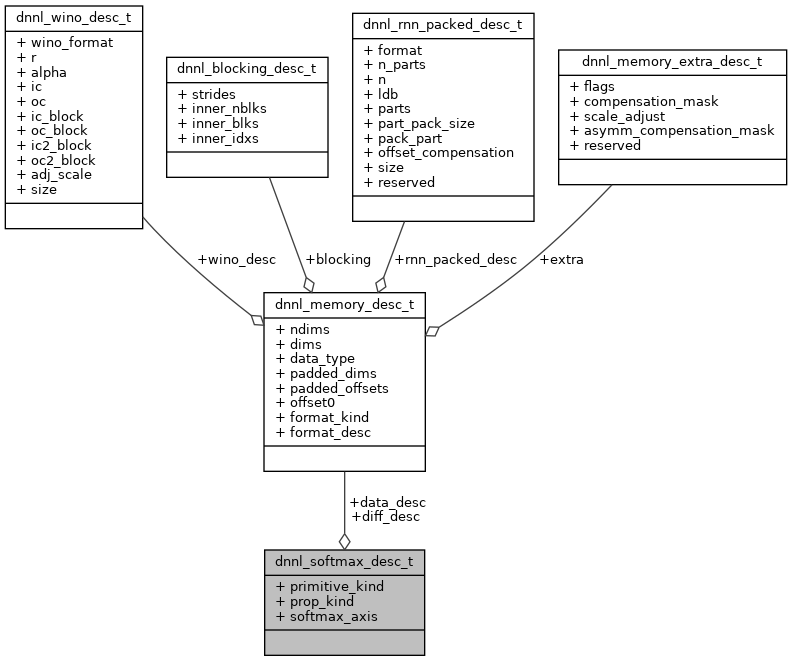 dnnl_wino_desc_t
+ wino_format
+ r
+ alpha
+ ic
+ oc
+ ic_block
+ oc_block
+ ic2_block
+ oc2_block
+ adj_scale
+ size
dnnl_blocking_desc_t
+ strides
+ inner_nblks
+ inner_blks
+ inner_idxs
dnnl_rnn_packed_desc_t
+ format
+ n_parts
+ n
+ ldb
+ parts
+ part_pack_size
+ pack_part
+ offset_compensation
+ size
+ reserved
dnnl_memory_extra_desc_t
+ flags
+ compensation_mask
+ scale_adjust
+ asymm_compensation_mask
+ reserved
+wino_desc
+blocking
+rnn_packed_desc
+extra
dnnl_memory_desc_t
+ ndims
+ dims
+ data_type
+ padded_dims
+ padded_offsets
+ offset0
+ format_kind
+ format_desc
+data_desc
+diff_desc
dnnl_softmax_desc_t
+ primitive_kind
+ prop_kind
+ softmax_axis